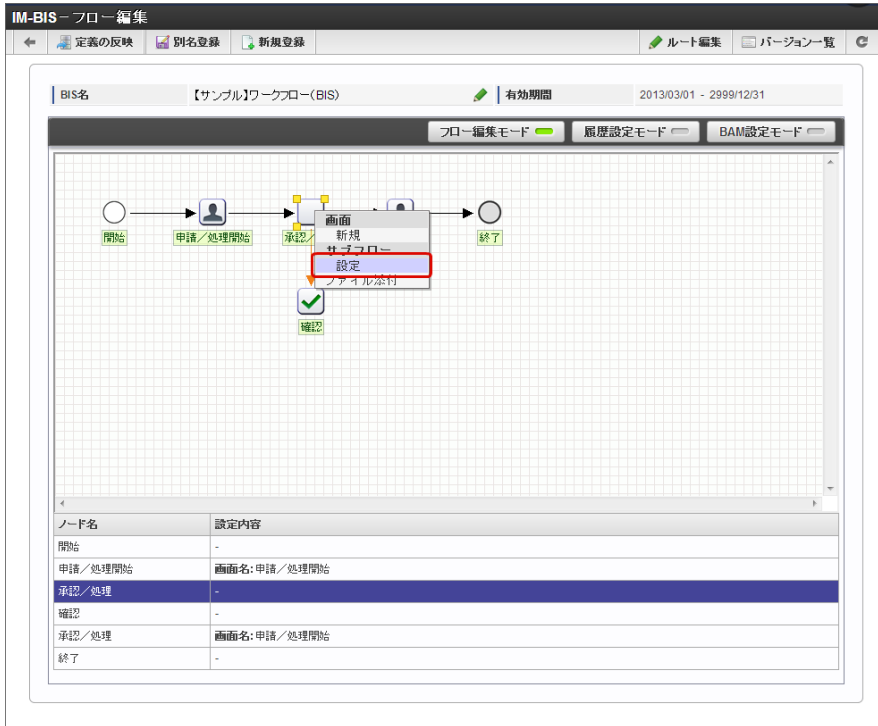 IM-BIS－フロー編集
定義の反映 別名登録 新規登録 ルート編集 バージョン一覧
BIS名 【サンプル】ワークフロー(BIS) 有効期間 2013/03/01 - 2999/12/31
フロー編集モード 履歴設定モード BAM設定モード
開始 申請／処理開始 承認／ 終了
画面
新規
サブフロー
設定
ファイル添付
確認
ノード名 設定内容
開始 -
申請／処理開始 画面名:申請／処理開始
承認／処理 -
確認 -
承認／処理 画面名:申請／処理開始
終了 -